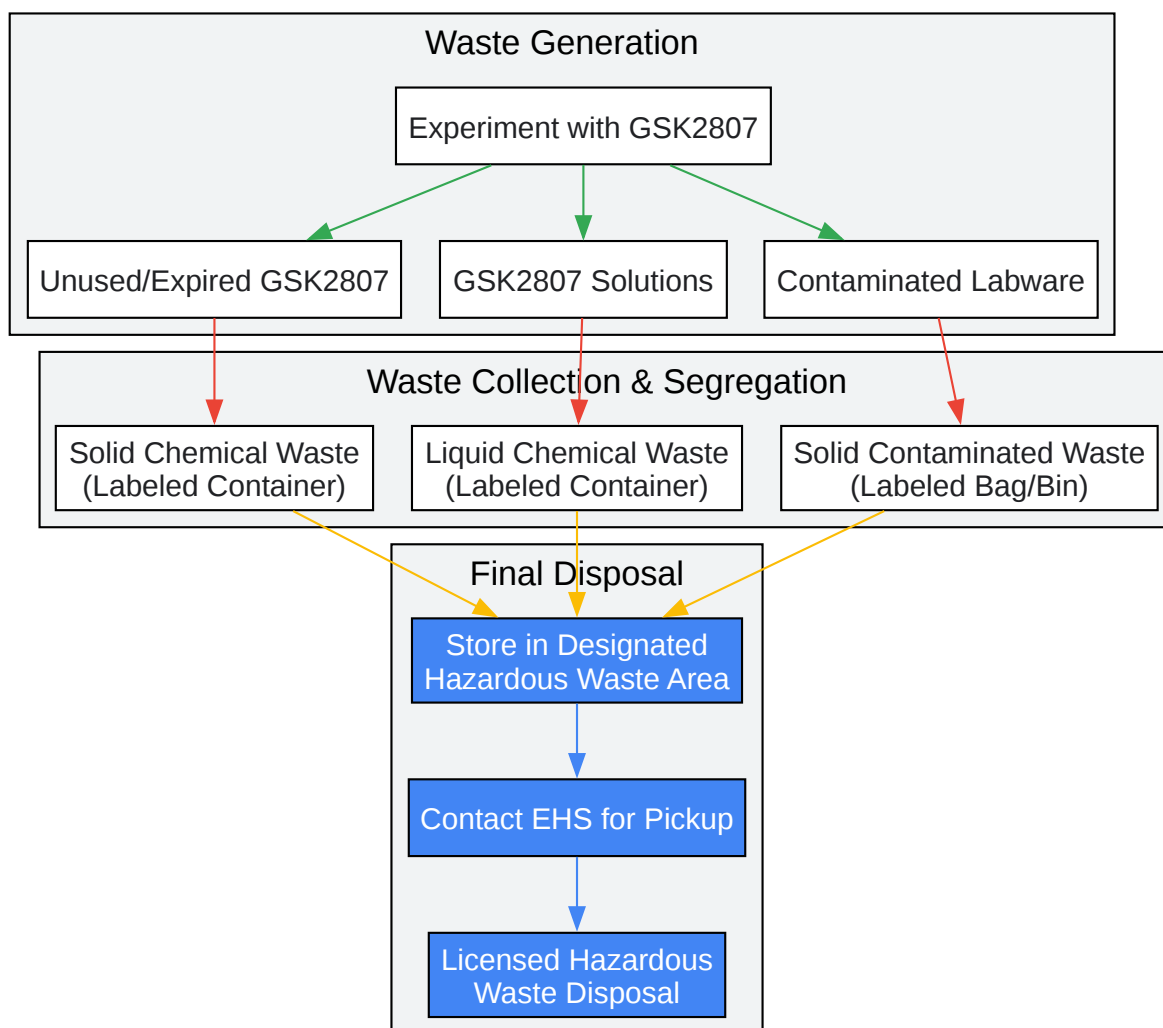 Waste Generation
Experiment with GSK2807
Unused/Expired GSK2807
GSK2807 Solutions
Contaminated Labware
Waste Collection & Segregation
Solid Chemical Waste
(Labeled Container)
Liquid Chemical Waste
(Labeled Container)
Solid Contaminated Waste
(Labeled Bag/Bin)
Final Disposal
Store in Designated
Hazardous Waste Area
Contact EHS for Pickup
Licensed Hazardous
Waste Disposal